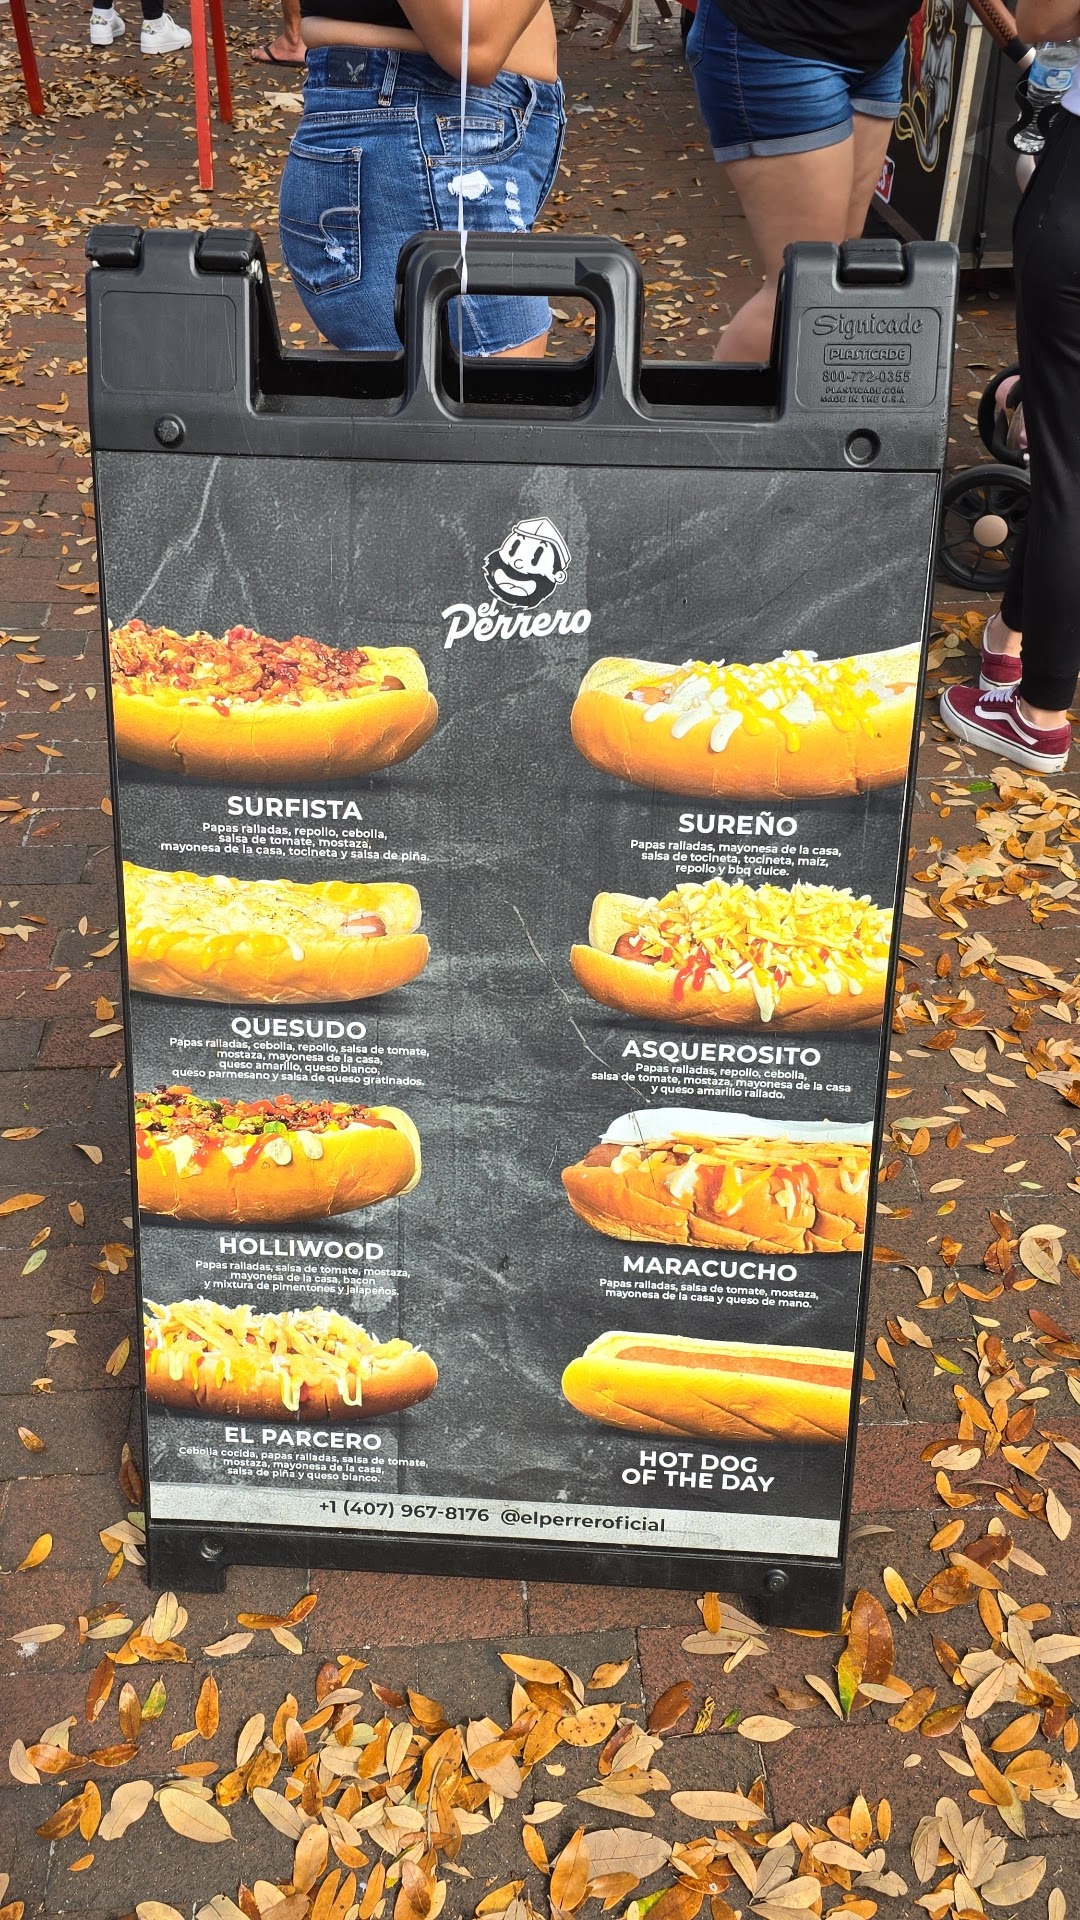 Signicade
PLASTICADE
800-772-0355
PLASTICADE.COM
MADE IN THE U.S.A.
el
Perrero
SURFISTA
Papas ralladas, repollo, cebolla,
salsa de tomate, mostaza,
mayonesa de la casa, tocineta y salsa de piña.
SUREÑO
Papas ralladas, mayonesa de la casa,
salsa de tocineta, tocineta, maíz,
repollo y bbq dulce.
QUESUDO
Papas ralladas, cebolla, repollo, salsa de tomate,
mostaza, mayonesa de la casa,
queso amarillo, queso blanco,
queso parmesano y salsa de queso gratinados.
ASQUEROSITO
Papas ralladas, repollo, cebolla,
salsa de tomate, mostaza, mayonesa de la casa
y queso amarillo rallado.
HOLLIWOOD
Papas ralladas, salsa de tomate, mostaza,
mayonesa de la casa, bacon
y mixtura de pimentones y jalapeños.
MARACUCHO
Papas ralladas, salsa de tomate, mostaza,
mayonesa de la casa y queso de mano.
EL PARCERO
Cebolla cocida, papas ralladas, salsa de tomate,
mostaza, mayonesa de la casa,
salsa de piña y queso blanco.
HOT DOG
OF THE DAY
+1 (407) 967-8176 @elperreroficial